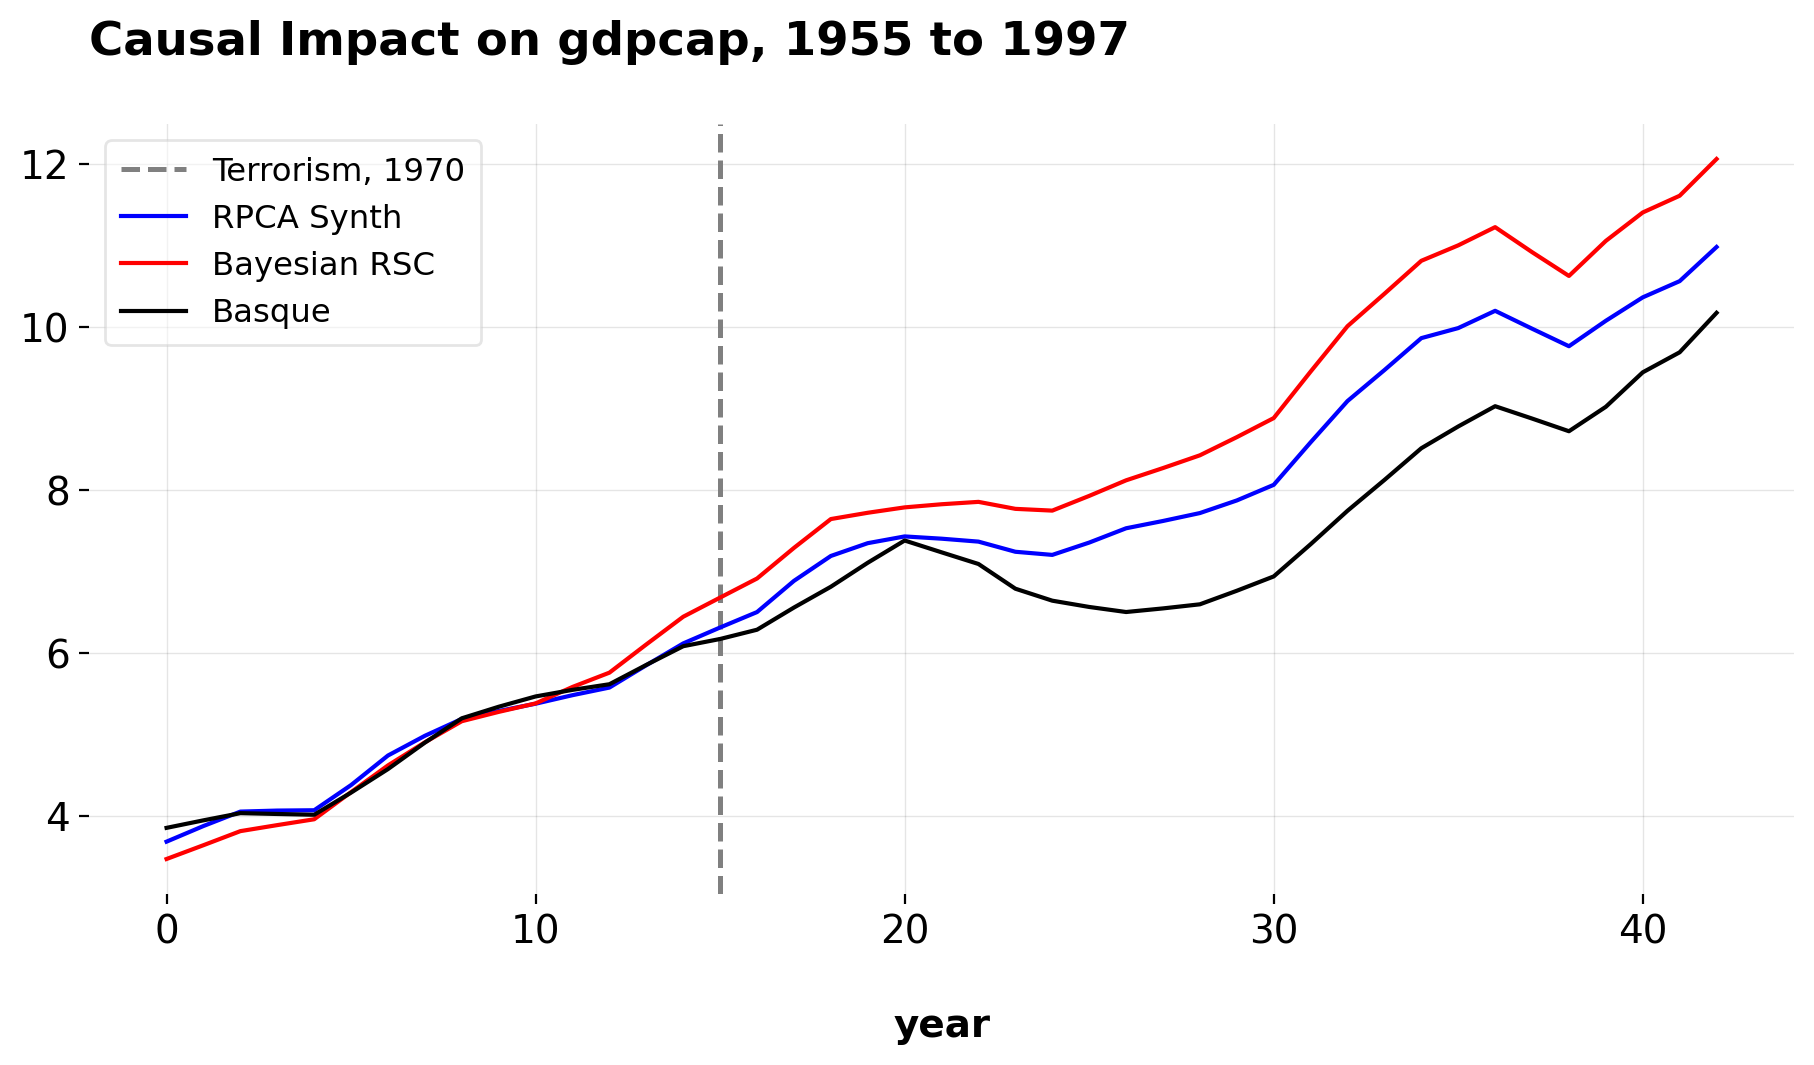 Causal Impact on gdpcap, 1955 to 1997
Terrorism, 1970
RPCA Synth
Bayesian RSC
Basque
12
10
8
6
4
0 10 20 30 40
year